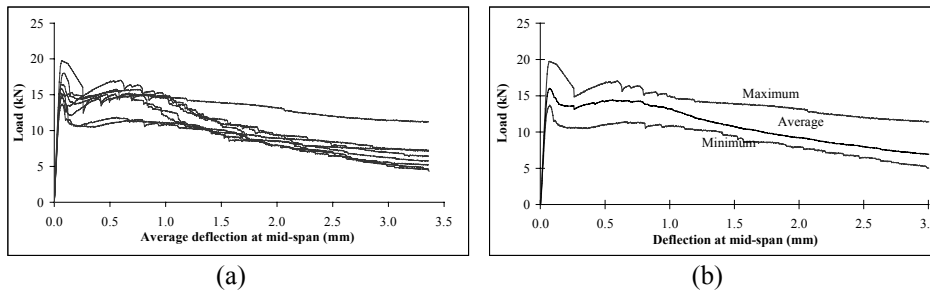 25
20
15
10
5
0
Load (kN)
0.0 0.5 1.0 1.5 2.0 2.5 3.0 3.5
Average deflection at mid-span (mm)
(a)
25
20
15
10
5
0
Load (kN)
Maximum
Average
Minimum
0.0 0.5 1.0 1.5 2.0 2.5
Deflection at mid-span (mm)
(b)